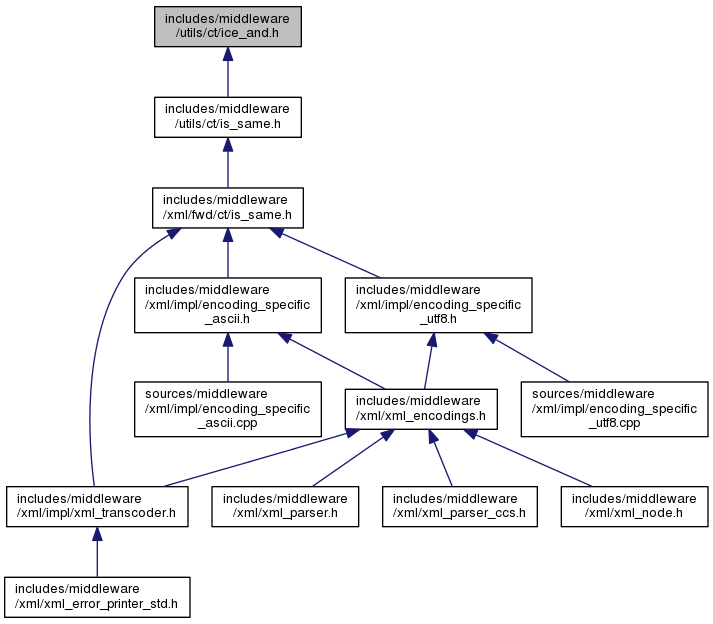 includes/middleware
/utils/ct/ice_and.h
includes/middleware
/utils/ct/is_same.h
includes/middleware
/xml/fwd/ct/is_same.h
includes/middleware
/xml/impl/encoding_specific
_ascii.h
includes/middleware
/xml/impl/encoding_specific
_utf8.h
sources/middleware
/xml/impl/encoding_specific
_ascii.cpp
includes/middleware
/xml/xml_encodings.h
sources/middleware
/xml/impl/encoding_specific
_utf8.cpp
includes/middleware
/xml/impl/xml_transcoder.h
includes/middleware
/xml/xml_parser.h
includes/middleware
/xml/xml_parser_ccs.h
includes/middleware
/xml/xml_node.h
includes/middleware
/xml/xml_error_printer_std.h